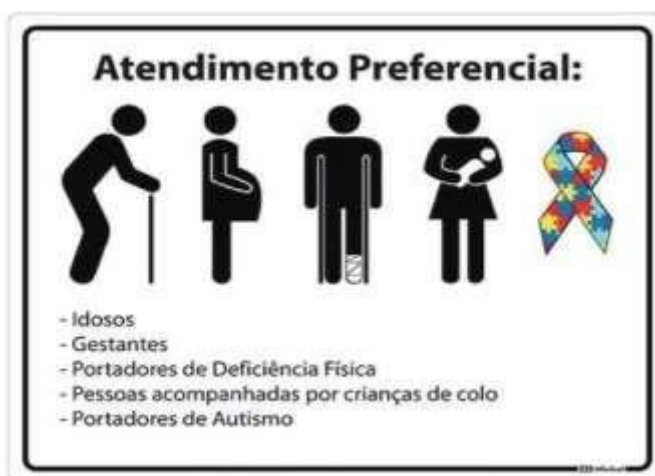 Atendimento Preferencial:
- Idosos
- Gestantes
- Portadores de Deficiência Física
- Pessoas acompanhadas por crianças de colo
- Portadores de Autismo